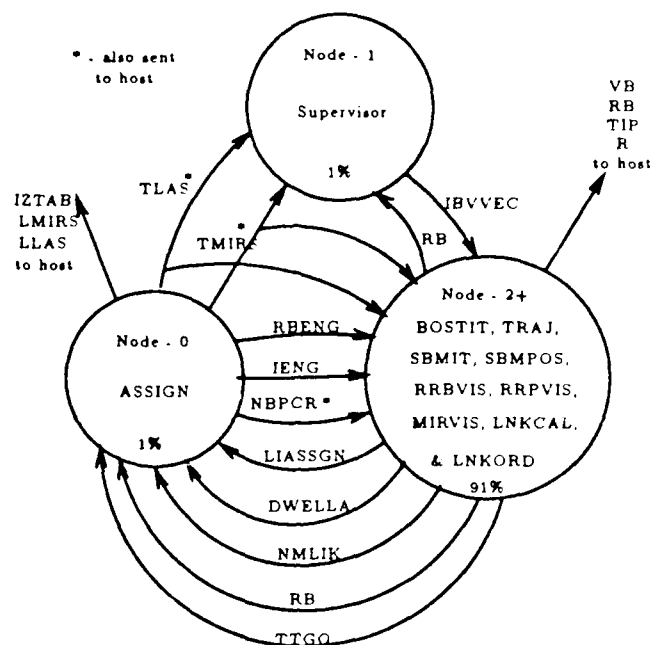 * - also sent
to host
Node - 1
Supervisor
1%
VB
RB
TIP
R
to host
IZTAB
LMIRS
LLAS
to host
TLAS*
TMIRS*
IBVVEC
RB
Node - 0
ASSIGN
1%
RBENG
IENG
NBPCR*
LIASSGN
DWELLA
NMLIK
RB
TTGO
Node - 2+
BOSTIT, TRAJ,
SBMIT, SBMPOS,
RRBVIS, RRPVIS,
MIRVIS, LNKCAL,
& LNKORD
91%